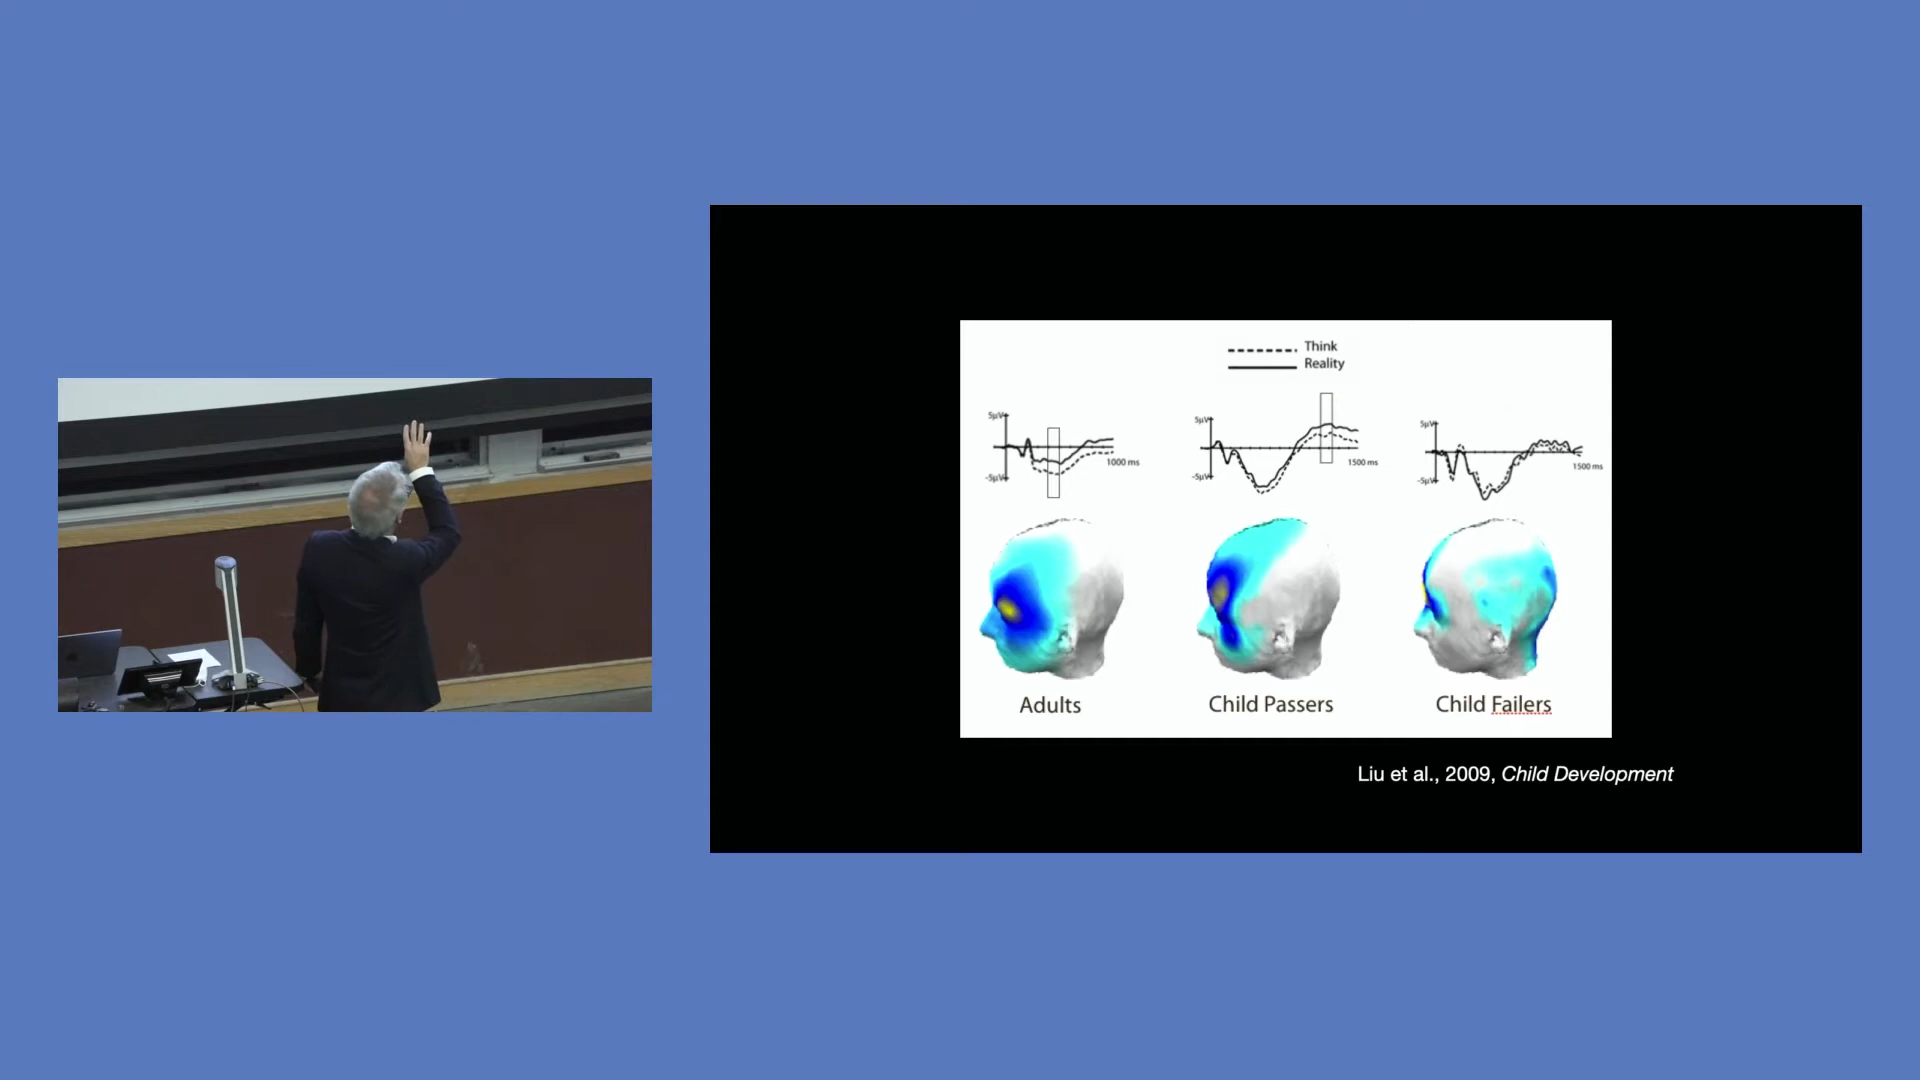 Think
Reality
5µV
-5µV
1000 ms
5µV
-5µV
1500 ms
5µV
-5µV
1500 ms
Adults
Child Passers
Child Failers
Liu et al., 2009, Child Development